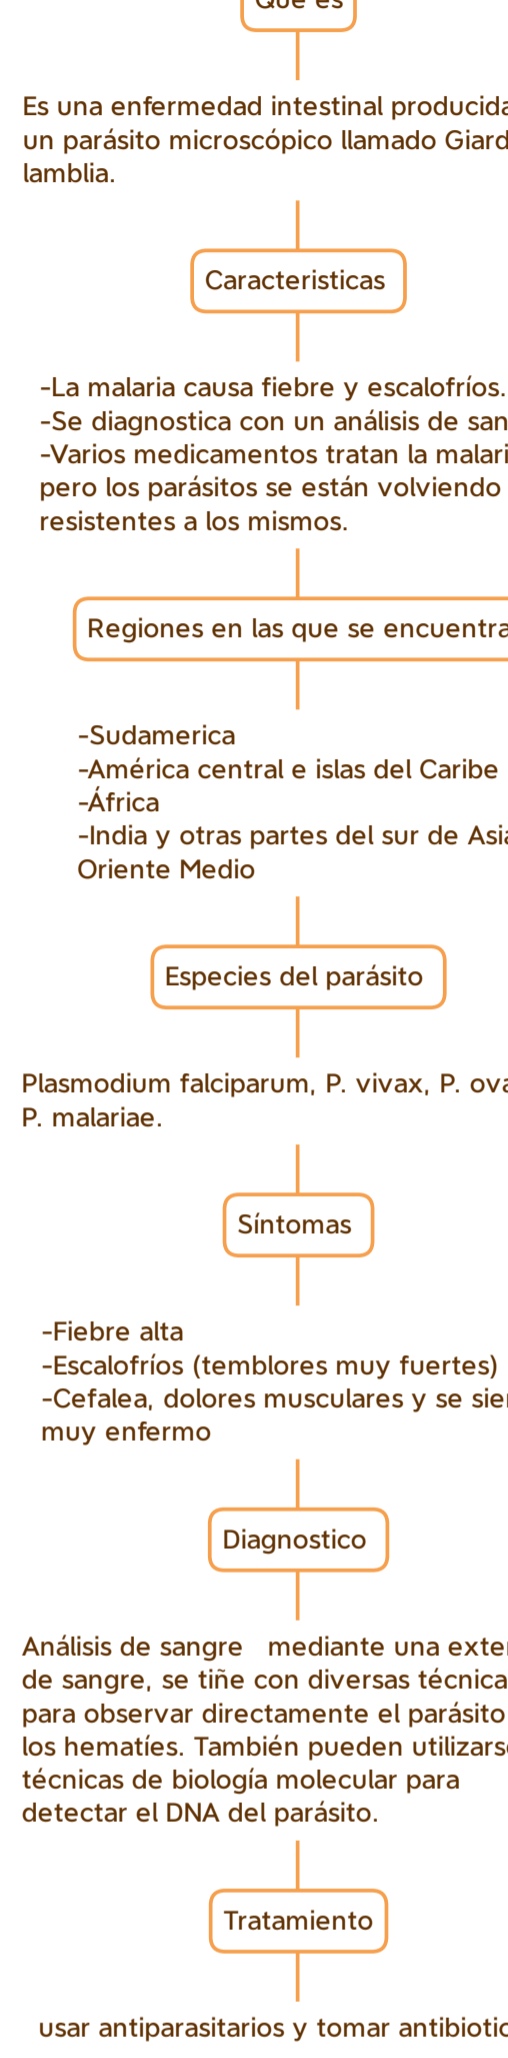 Que es
Es una enfermedad intestinal producida
un parásito microscópico llamado Giard
lamblia.
Caracteristicas
-La malaria causa fiebre y escalofríos.
-Se diagnostica con un análisis de san
-Varios medicamentos tratan la malari
pero los parásitos se están volviendo
resistentes a los mismos.
Regiones en las que se encuentra
-Sudamerica
-América central e islas del Caribe
-África
-India y otras partes del sur de Asia
Oriente Medio
Especies del parásito
Plasmodium falciparum, P. vivax, P. ova
P. malariae.
Síntomas
-Fiebre alta
-Escalofríos (temblores muy fuertes)
-Cefalea, dolores musculares y se sie
muy enfermo
Diagnostico
Análisis de sangre mediante una exte
de sangre, se tiñe con diversas técnica
para observar directamente el parásito
los hematíes. También pueden utilizars
técnicas de biología molecular para
detectar el DNA del parásito.
Tratamiento
usar antiparasitarios y tomar antibiotic